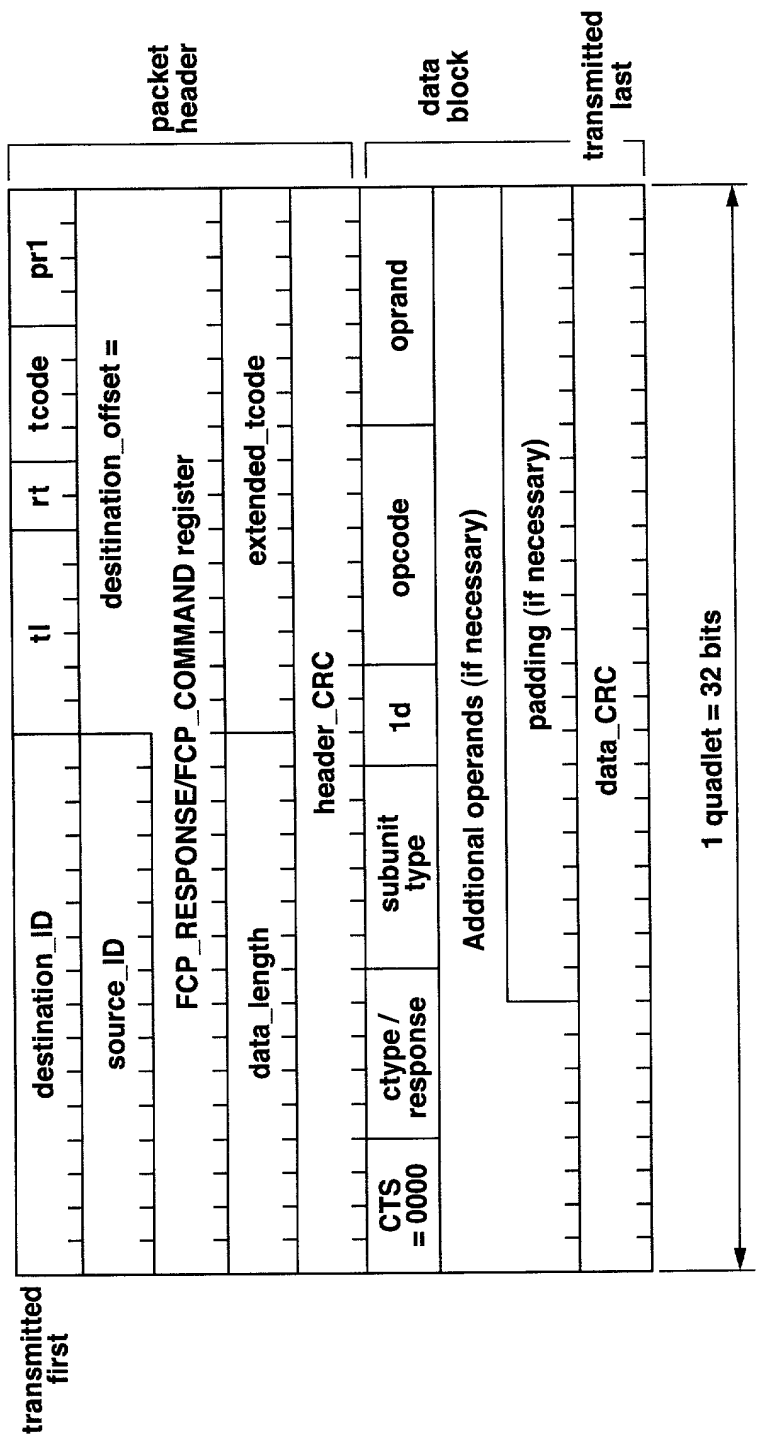 transmitted
first
destination_ID
tl
rt
tcode
pr1
source_ID
desitination_offset =
FCP_RESPONSE/FCP_COMMAND register
data_length
extended_tcode
header_CRC
packet
header
CTS
= 0000
ctype /
response
subunit
type
1d
opcode
oprand
Addtional operands (if necessary)
padding (if necessary)
data_CRC
data
block
transmitted
last
1 quadlet = 32 bits